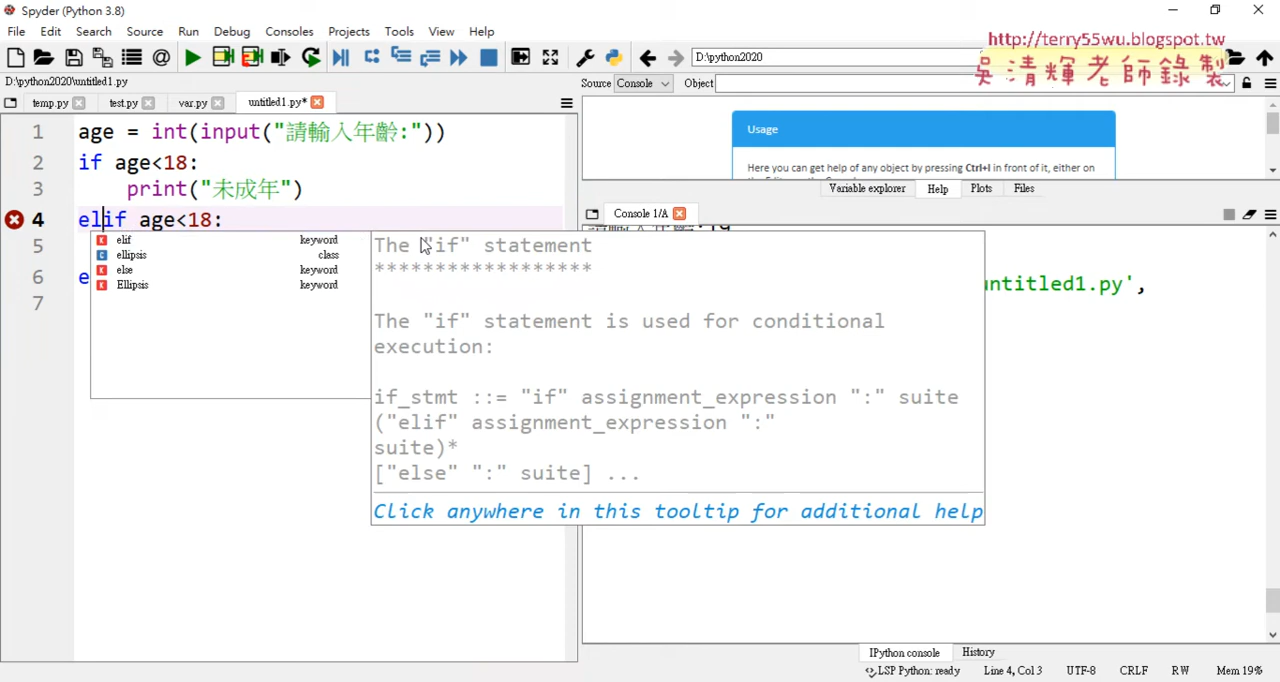 Spyder (Python 3.8)
File Edit Search Source Run Debug Consoles Projects Tools View Help
http://terry55wu.blogspot.tw
吳清輝老師錄製
D:\python2020
D:\python2020\untitled1.py
Source Console Object
temp.py test.py var.py untitled1.py*
1 age = int(input("請輸入年齡:"))
2 if age<18:
3 print("未成年")
4 elif age<18:
5
6 e
7
elif keyword
ellipsis class
else keyword
Ellipsis keyword
The "if" statement
******************
The "if" statement is used for conditional
execution:
if_stmt ::= "if" assignment_expression ":" suite
("elif" assignment_expression ":"
suite)*
["else" ":" suite] ...
Click anywhere in this tooltip for additional help
Usage
Here you can get help of any object by pressing Ctrl+I in front of it, either on
Variable explorer Help Plots Files
Console 1/A
untitled1.py',
IPython console History
LSP Python: ready Line 4, Col 3 UTF-8 CRLF RW Mem 19%